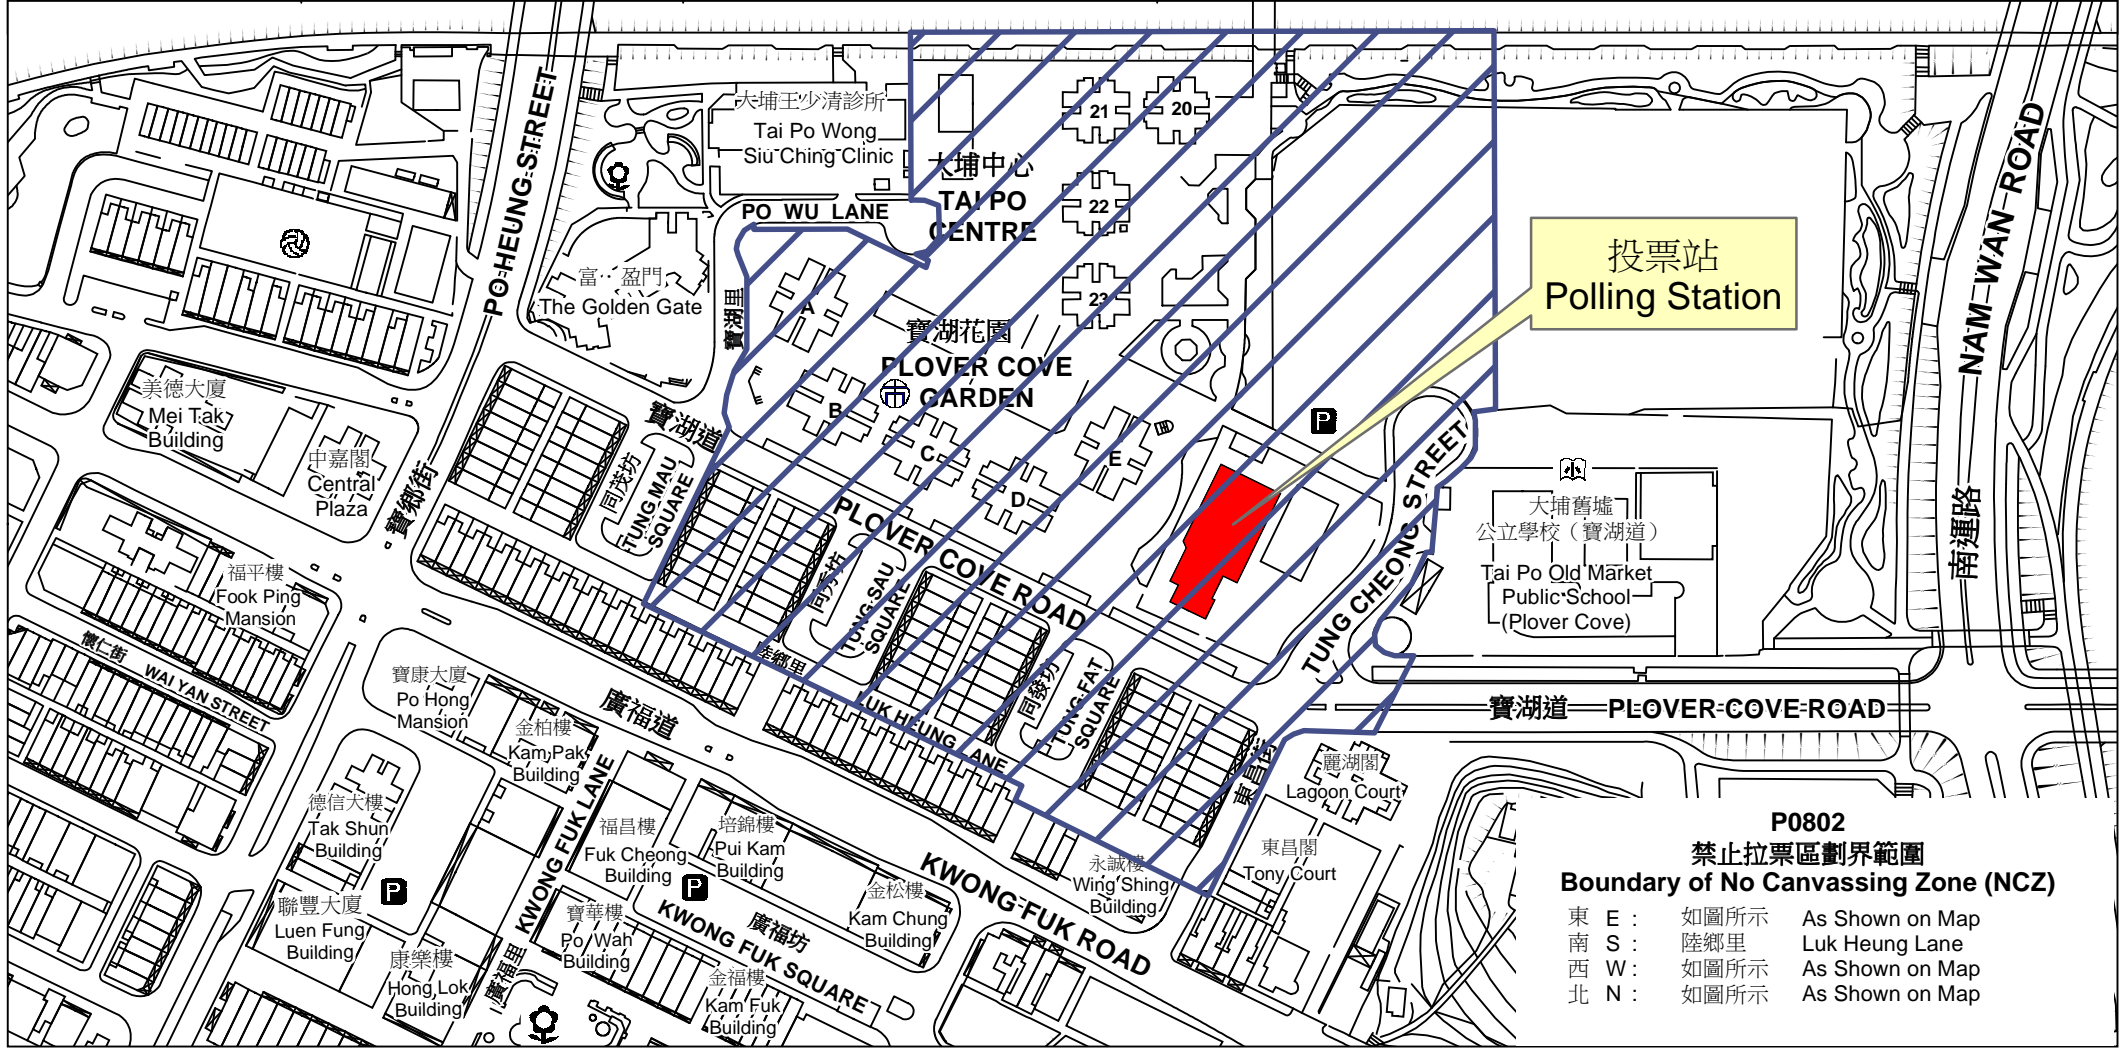 大埔王少清診所
Tai Po Wong
Siu Ching Clinic
21
20
大埔中心
TAI PO
CENTRE
22
23
PO WU LANE
PO HEUNG STREET
NAM WAN ROAD
投票站
Polling Station
富·盈門
The Golden Gate
寶湖里
A
寶湖花園
PLOVER COVE
GARDEN
B
C
D
E
P
美德大廈
Mei Tak
Building
中嘉閣
Central
Plaza
寶鄉街
寶湖道
同茂坊
TUNG MAU
SQUARE
PLOVER COVE ROAD
同秀坊
TUNG SAU
SQUARE
TUNG CHEONG STREET
小
大埔舊墟
公立學校（寶湖道）
Tai Po Old Market
Public School
(Plover Cove)
南運路
福平樓
Fook Ping
Mansion
懷仁街
WAI YAN STREET
陸鄉里
LUK HEUNG LANE
同發坊
TUNG FAT
SQUARE
寶湖道
PLOVER COVE ROAD
寶康大廈
Po Hong
Mansion
廣福道
金柏樓
Kam Pak
Building
東昌街
麗湖閣
Lagoon Court
德信大樓
Tak Shun
Building
KWONG FUK LANE
福昌樓
Fuk Cheong
Building
培錦樓
Pui Kam
Building
P
P
金松樓
Kam Chung
Building
KWONG FUK ROAD
永誠樓
Wing Shing
Building
東昌閣
Tony Court
聯豐大廈
Luen Fung
Building
寶華樓
Po Wah
Building
廣福坊
KWONG FUK SQUARE
康樂樓
Hong Lok
Building
廣福里
金福樓
Kam Fuk
Building
P0802
禁止拉票區劃界範圍
Boundary of No Canvassing Zone (NCZ)
東 E : 如圖所示 As Shown on Map
南 S : 陸鄉里 Luk Heung Lane
西 W : 如圖所示 As Shown on Map
北 N : 如圖所示 As Shown on Map